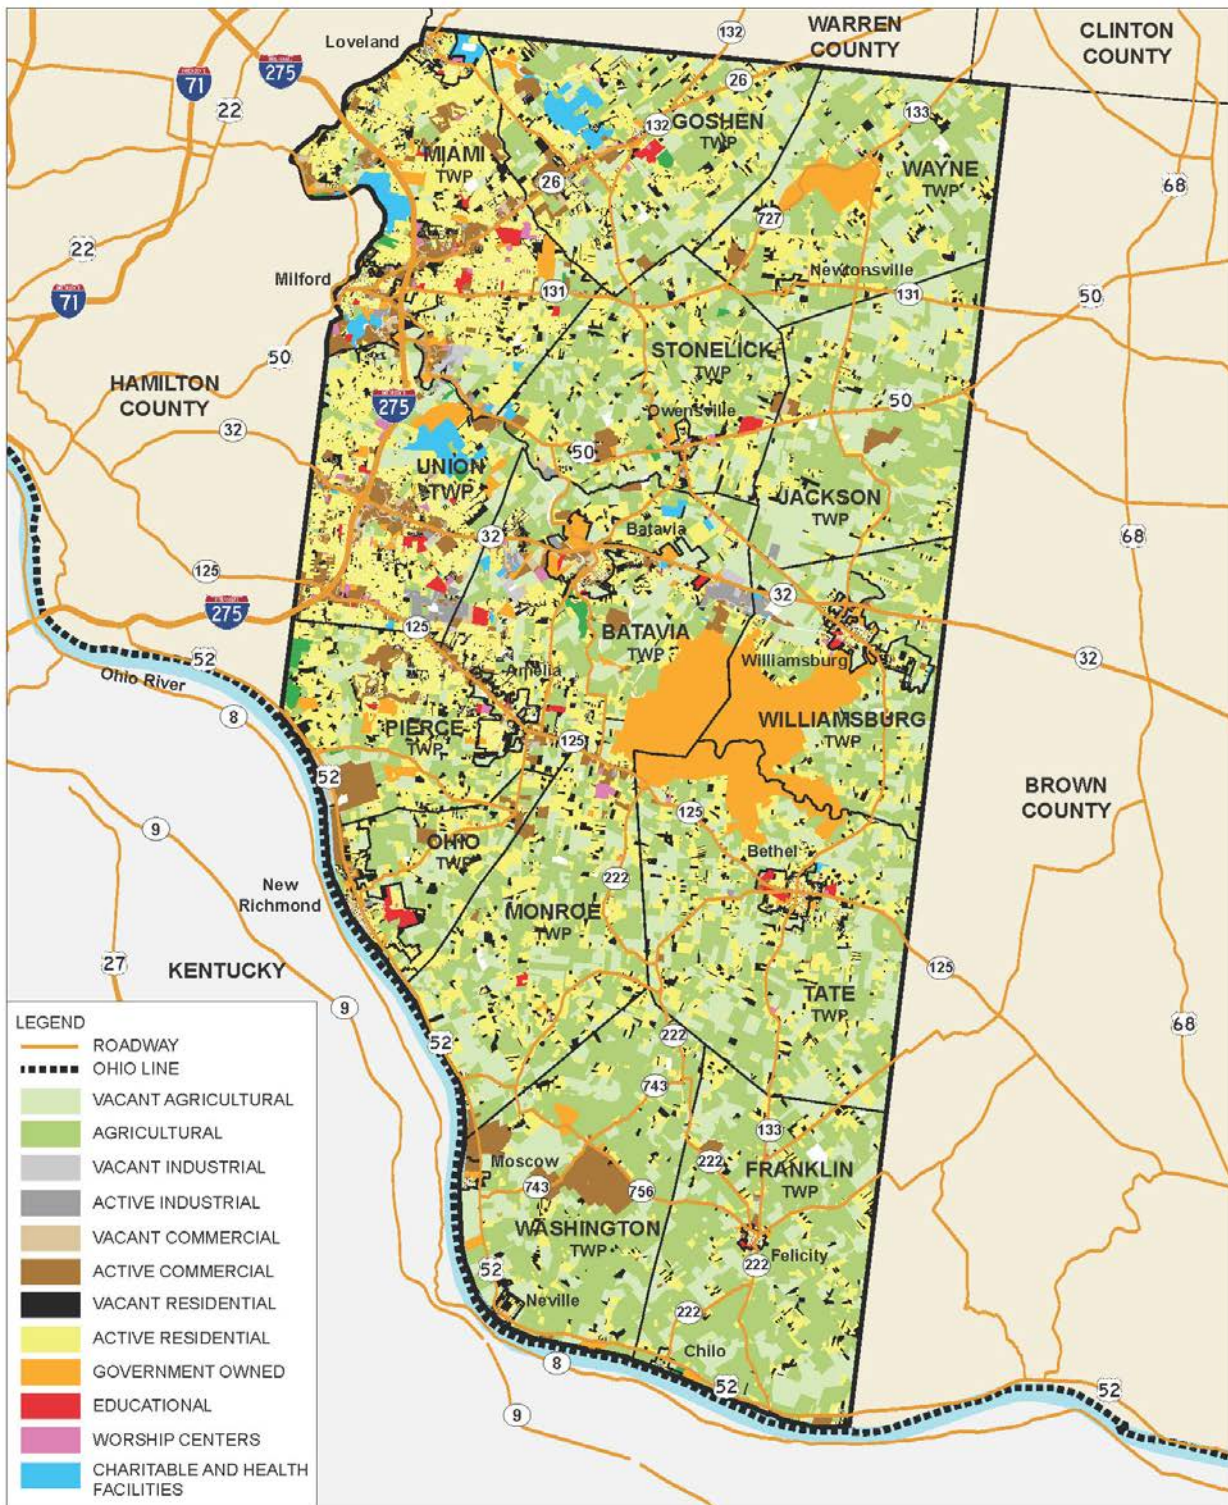 WARREN
COUNTY
CLINTON
COUNTY
Loveland
132
26
71
275
22
GOSHEN
TWP
132
133
MIAMI
TWP
WAYNE
TWP
26
68
727
22
Milford
Newtonsville
71
131
131
50
50
STONELICK
TWP
HAMILTON
COUNTY
275
Owensville
50
32
50
UNION
TWP
JACKSON
TWP
Batavia
32
68
125
275
32
125
BATAVIA
TWP
52
Ohio River
Amelia
Williamsburg
32
8
PIERCE
TWP
WILLIAMSBURG
TWP
125
52
BROWN
COUNTY
9
125
OHIO
TWP
Bethel
222
New
Richmond
MONROE
TWP
27
KENTUCKY
125
TATE
TWP
9
68
222
52
743
133
Moscow
222
FRANKLIN
TWP
743
756
WASHINGTON
TWP
Felicity
222
52
Neville
222
Chilo
8
52
52
9
LEGEND
ROADWAY
OHIO LINE
VACANT AGRICULTURAL
AGRICULTURAL
VACANT INDUSTRIAL
ACTIVE INDUSTRIAL
VACANT COMMERCIAL
ACTIVE COMMERCIAL
VACANT RESIDENTIAL
ACTIVE RESIDENTIAL
GOVERNMENT OWNED
EDUCATIONAL
WORSHIP CENTERS
CHARITABLE AND HEALTH
FACILITIES